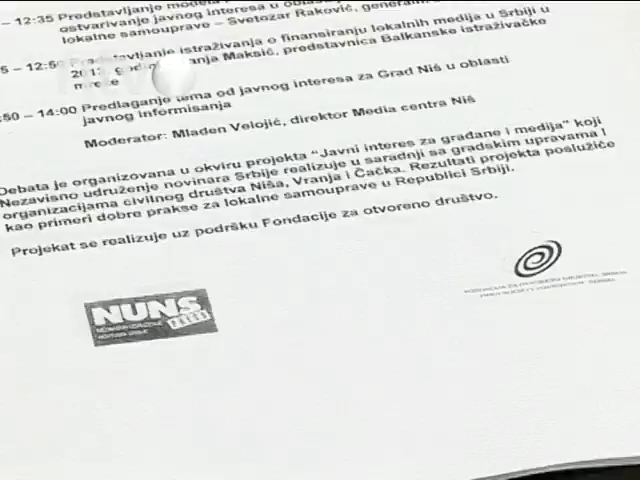 – 12:35 Predstavljanje modela
ostvarivanje javnog interesa u oblasti
lokalne samouprave – Svetozar Raković, generalni
– 12:50 Predstavljanje istraživanja o finansiranju lokalnih medija u Srbiji u
Tanja Maksić, predstavnica Balkanske istraživačke
mreže
:50 – 14:00 Predlaganje tema od javnog interesa za Grad Niš u oblasti
javnog informisanja
Moderator: Mladen Velojić, direktor Media centra Niš
Debata je organizovana u okviru projekta "Javni interes za građane i medija" koji
Nezavisno udruženje novinara Srbije realizuje u saradnji sa gradskim upravama I
organizacijama civilnog društva Niša, Vranja i Čačka. Rezultati projekta poslužiće
kao primeri dobre prakse za lokalne samouprave u Republici Srbiji.
Projekat se realizuje uz podršku Fondacije za otvoreno društvo.
NUNS